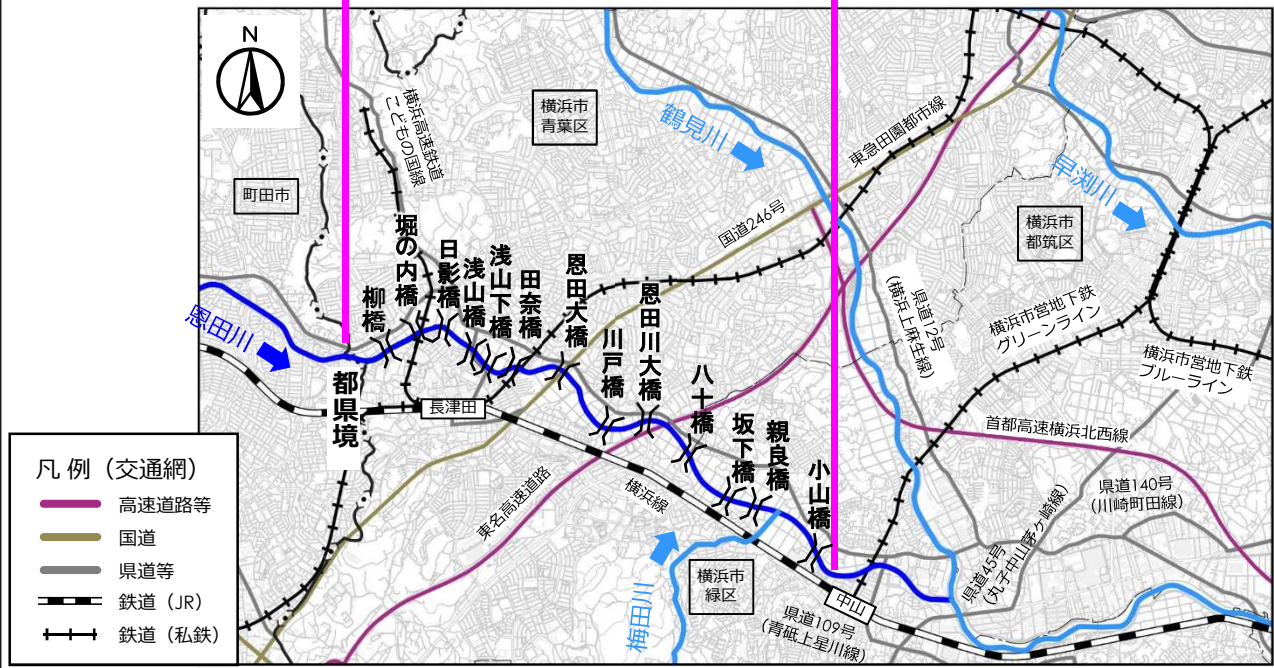 N
横浜高速鉄道
こどもの国線
横浜市
青葉区
鶴見川
東急田園都市線
早渕川
町田市
国道246号
横浜市
都筑区
堀の内橋
日影橋
浅山橋
浅山下橋
田奈橋
恩田大橋
恩田川大橋
柳橋
川戸橋
恩田川
県道12号
(横浜上麻生線)
横浜市営地下鉄
グリーンライン
横浜市営地下鉄
ブルーライン
都県境
長津田
八十橋
坂下橋
親良橋
小山橋
首都高速横浜北西線
東名高速道路
横浜線
県道140号
(川崎町田線)
県道45号
(丸子中山茅ヶ崎線)
梅田川
横浜市
緑区
中山
県道109号
(青砥上星川線)
凡 例（交通網）
高速道路等
国道
県道等
鉄道（JR）
鉄道（私鉄）